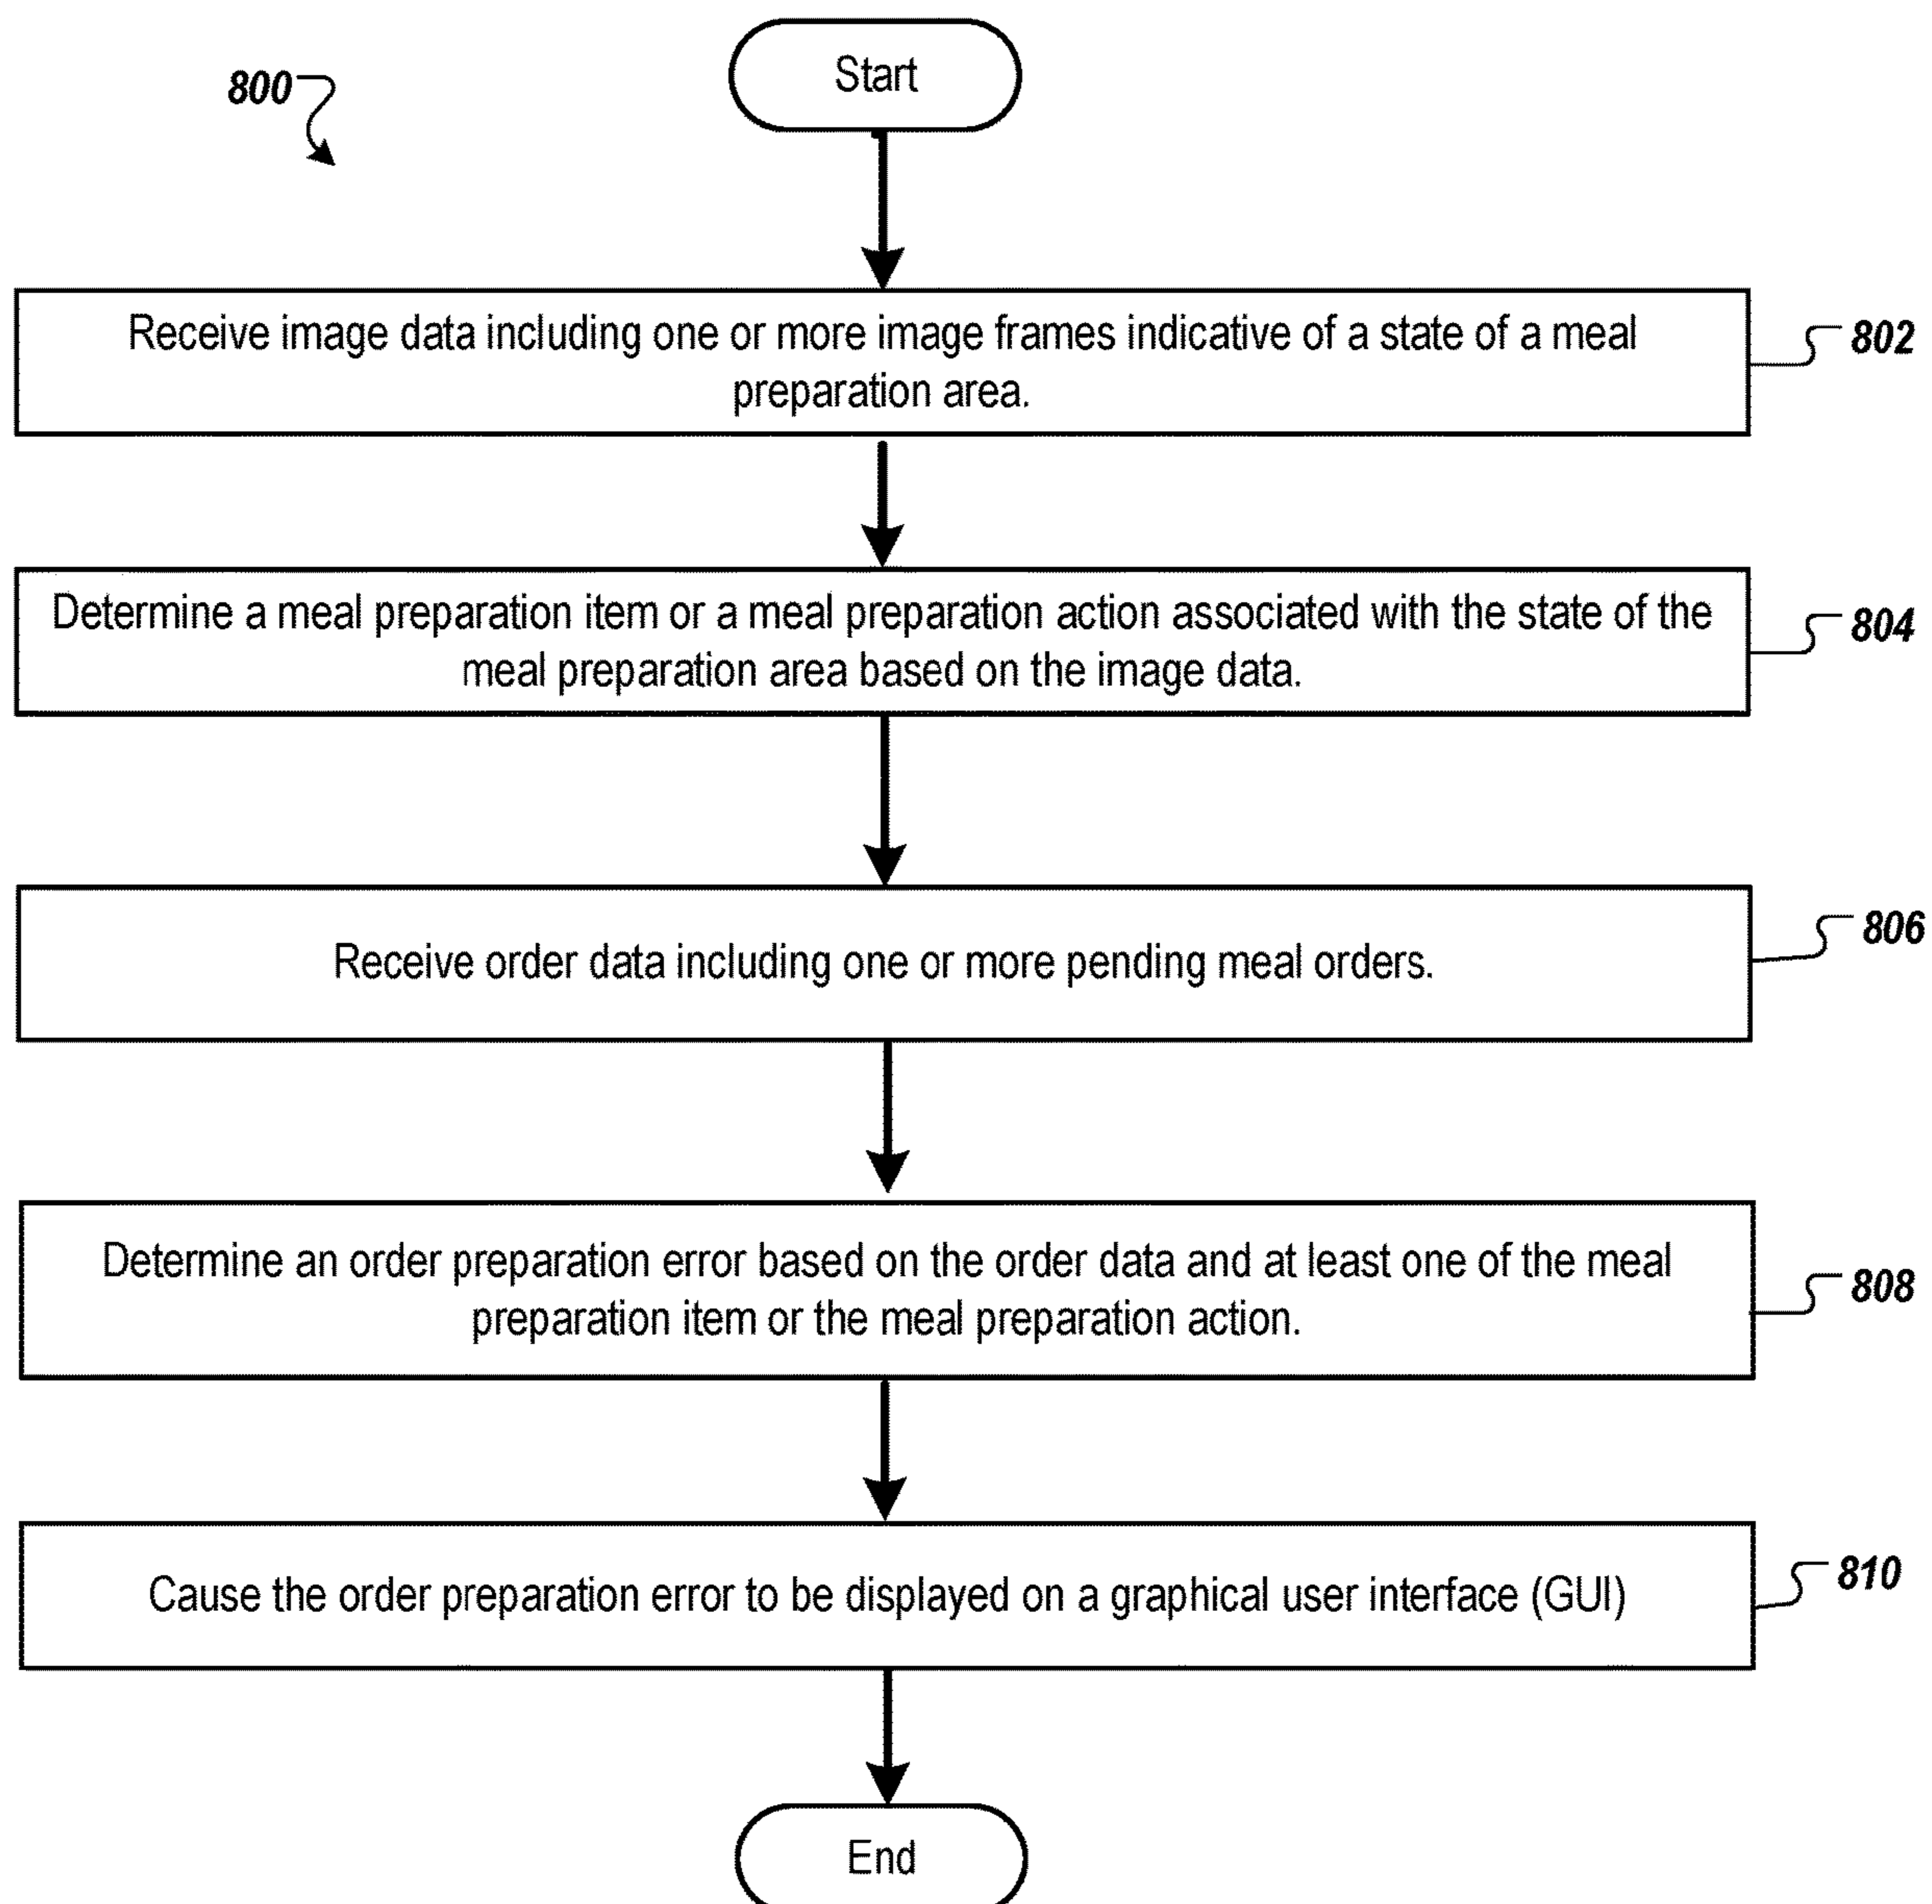 800
Start
Receive image data including one or more image frames indicative of a state of a meal
preparation area.
802
Determine a meal preparation item or a meal preparation action associated with the state of the
meal preparation area based on the image data.
804
Receive order data including one or more pending meal orders.
806
Determine an order preparation error based on the order data and at least one of the meal
preparation item or the meal preparation action.
808
Cause the order preparation error to be displayed on a graphical user interface (GUI)
810
End